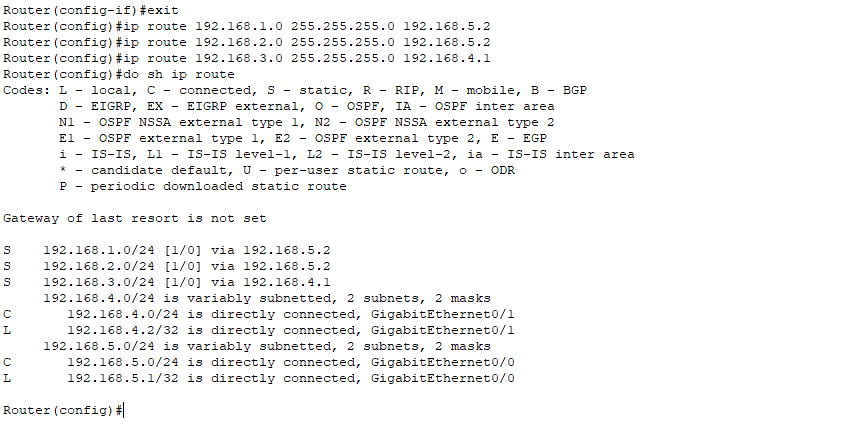 Router(config-if)#exit
Router(config)#ip route 192.168.1.0 255.255.255.0 192.168.5.2
Router(config)#ip route 192.168.2.0 255.255.255.0 192.168.5.2
Router(config)#ip route 192.168.3.0 255.255.255.0 192.168.4.1
Router(config)#do sh ip route
Codes: L - local, C - connected, S - static, R - RIP, M - mobile, B - BGP
       D - EIGRP, EX - EIGRP external, O - OSPF, IA - OSPF inter area
       N1 - OSPF NSSA external type 1, N2 - OSPF NSSA external type 2
       E1 - OSPF external type 1, E2 - OSPF external type 2, E - EGP
       i - IS-IS, L1 - IS-IS level-1, L2 - IS-IS level-2, ia - IS-IS inter area
       * - candidate default, U - per-user static route, o - ODR
       P - periodic downloaded static route

Gateway of last resort is not set

S    192.168.1.0/24 [1/0] via 192.168.5.2
S    192.168.2.0/24 [1/0] via 192.168.5.2
S    192.168.3.0/24 [1/0] via 192.168.4.1
     192.168.4.0/24 is variably subnetted, 2 subnets, 2 masks
C       192.168.4.0/24 is directly connected, GigabitEthernet0/1
L       192.168.4.2/32 is directly connected, GigabitEthernet0/1
     192.168.5.0/24 is variably subnetted, 2 subnets, 2 masks
C       192.168.5.0/24 is directly connected, GigabitEthernet0/0
L       192.168.5.1/32 is directly connected, GigabitEthernet0/0

Router(config)#